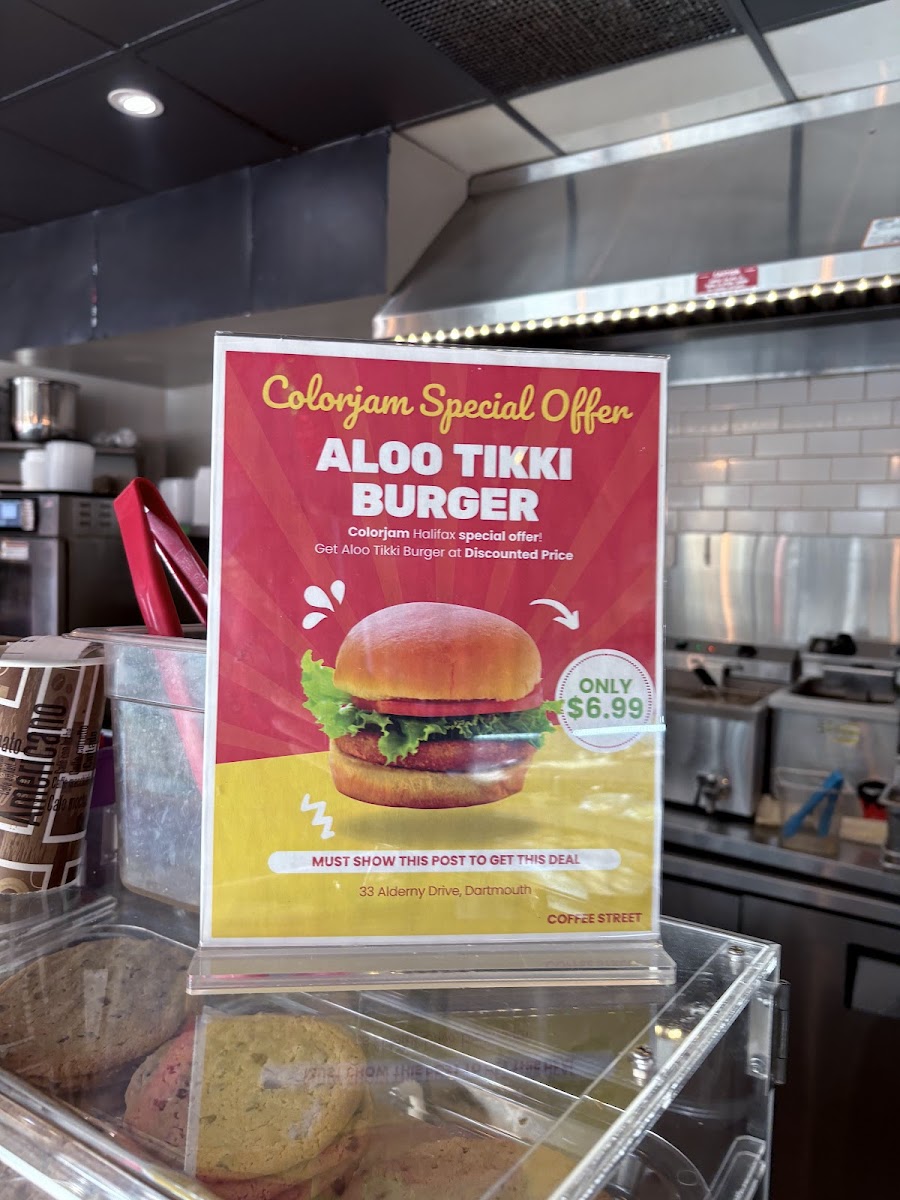 Colorjam Special Offer
ALOO TIKKI
BURGER
Colorjam Halifax special offer!
Get Aloo Tikki Burger at Discounted Price
ONLY
$6.99
MUST SHOW THIS POST TO GET THIS DEAL
33 Alderny Drive, Dartmouth
COFFEE STREET
Americano